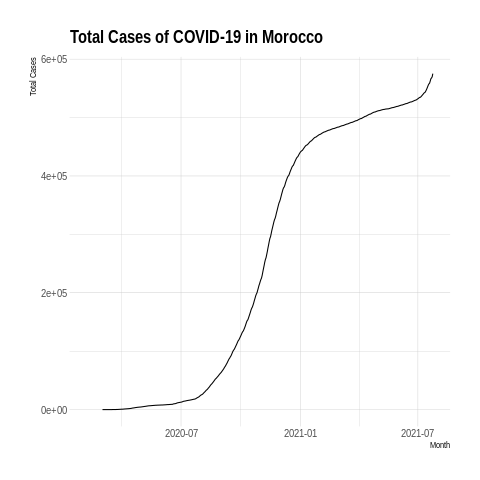 Total Cases of COVID-19 in Morocco
Total Cases
6e+05
4e+05
2e+05
0e+00
2020-07
2021-01
2021-07
Month